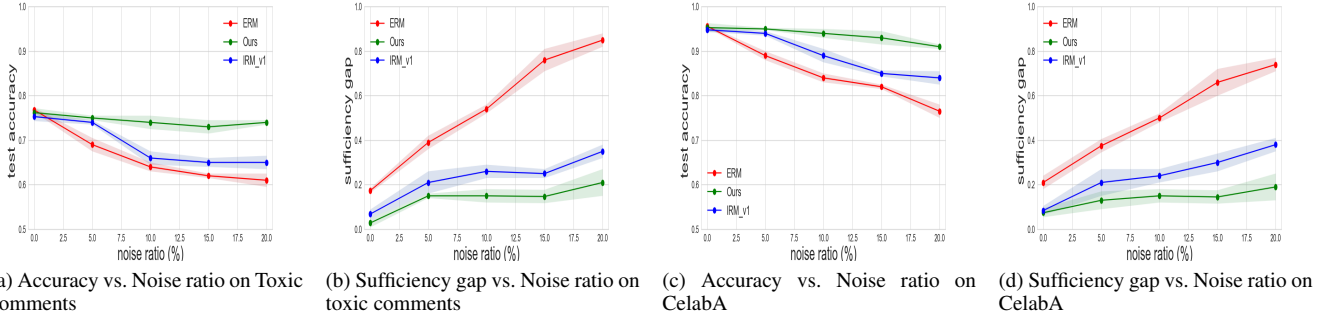 1.0
0.9
0.8
0.7
0.6
0.5
test accuracy
ERM
Ours
IRM_v1
0.0 2.5 5.0 7.5 10.0 12.5 15.0 17.5 20.0
noise ratio (%)
a) Accuracy vs. Noise ratio on Toxic
omments
1.0
0.8
0.6
0.4
0.2
0.0
sufficiency gap
ERM
Ours
IRM_v1
0.0 2.5 5.0 7.5 10.0 12.5 15.0 17.5 20.0
noise ratio (%)
(b) Sufficiency gap vs. Noise ratio on
toxic comments
1.0
0.9
0.8
0.7
0.6
0.5
test accuracy
ERM
Ours
IRM_v1
0.0 2.5 5.0 7.5 10.0 12.5 15.0 17.5 20.0
noise ratio (%)
(c) Accuracy vs. Noise ratio on
CelabA
1.0
0.8
0.6
0.4
0.2
0.0
sufficiency gap
ERM
Ours
IRM_v1
0.0 2.5 5.0 7.5 10.0 12.5 15.0 17.5 20.0
noise ratio (%)
(d) Sufficiency gap vs. Noise ratio on
CelabA